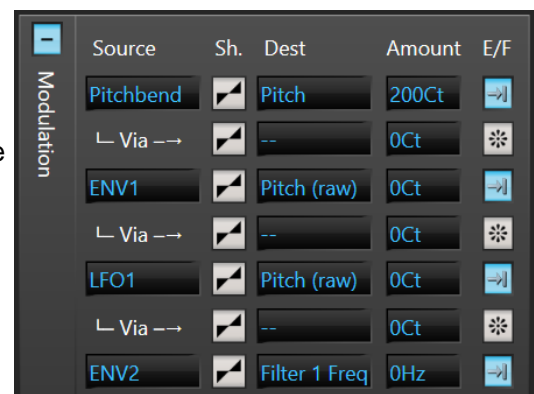 Source Sh. Dest Amount E/F
Modulation
Pitchbend Pitch 200Ct
Via -- 0Ct
ENV1 Pitch (raw) 0Ct
Via -- 0Ct
LFO1 Pitch (raw) 0Ct
Via -- 0Ct
ENV2 Filter 1 Freq 0Hz